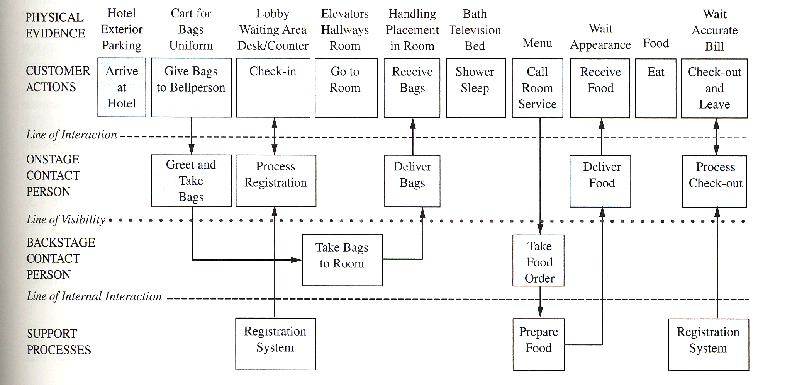 PHYSICAL
EVIDENCE
Hotel
Exterior
Parking
Cart for
Bags
Uniform
Lobby
Waiting Area
Desk/Counter
Elevators
Hallways
Room
Handling
Placement
in Room
Bath
Television
Bed
Menu
Wait
Appearance
Food
Wait
Accurate
Bill
CUSTOMER
ACTIONS
Arrive
at
Hotel
Give Bags
to Bellperson
Check-in
Go to
Room
Receive
Bags
Shower
Sleep
Call
Room
Service
Receive
Food
Eat
Check-out
and
Leave
Line of Interaction
ONSTAGE
CONTACT
PERSON
Greet and
Take
Bags
Process
Registration
Deliver
Bags
Deliver
Food
Process
Check-out
Line of Visibility
BACKSTAGE
CONTACT
PERSON
Take Bags
to Room
Take
Food
Order
Line of Internal Interaction
SUPPORT
PROCESSES
Registration
System
Prepare
Food
Registration
System